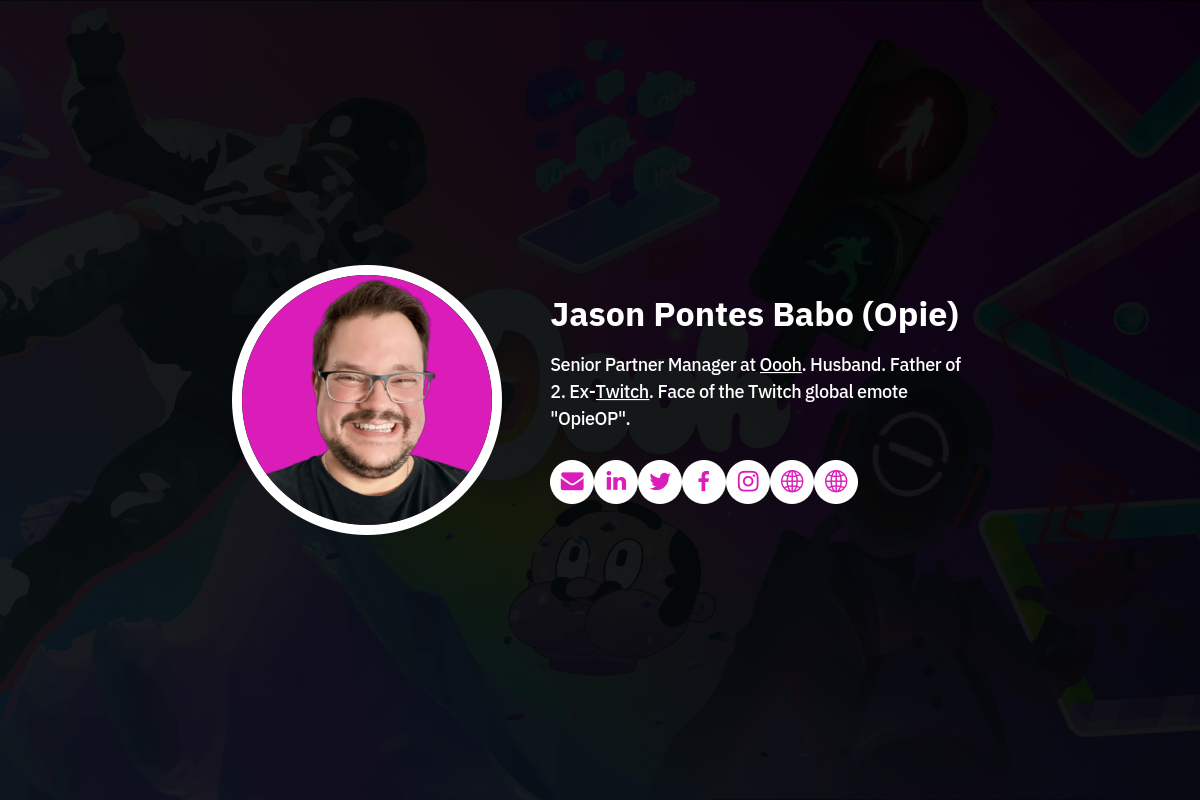 Jason Pontes Babo (Opie)
Senior Partner Manager at Oooh. Husband. Father of
2. Ex-Twitch. Face of the Twitch global emote
"OpieOP".